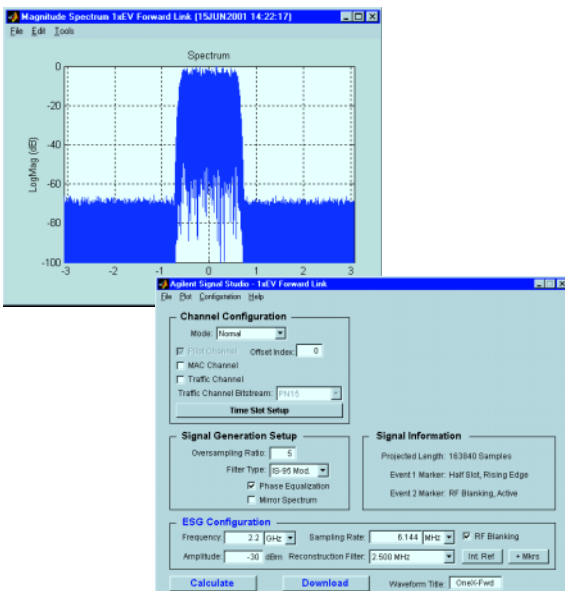 Magnitude Spectrum 1xEV Forward Link (15JUN2001 14:22:17)
File Edit Tools
Spectrum
LogMag (dB)
0
-20
-40
-60
-80
-100
-3 -2 -1 0 1 2 3
Agilent Signal Studio - 1xEV Forward Link
File Plot Configuration Help
Channel Configuration
Mode: Normal
Pilot Channel Offset Index: 0
MAC Channel
Traffic Channel
Traffic Channel Bitstream: PN15
Time Slot Setup
Signal Generation Setup
Oversampling Ratio: 5
Filter Type: IS-95 Mod.
Phase Equalization
Mirror Spectrum
Signal Information
Projected Length: 163840 Samples
Event 1 Marker: Half Slot, Rising Edge
Event 2 Marker: RF Blanking, Active
ESG Configuration
Frequency: 2.2 GHz Sampling Rate: 6.144 MHz RF Blanking
Amplitude: -30 dBm Reconstruction Filter: 2.500 MHz Int. Ref + Mkrs
Calculate Download Waveform Title: OneX-Fwd